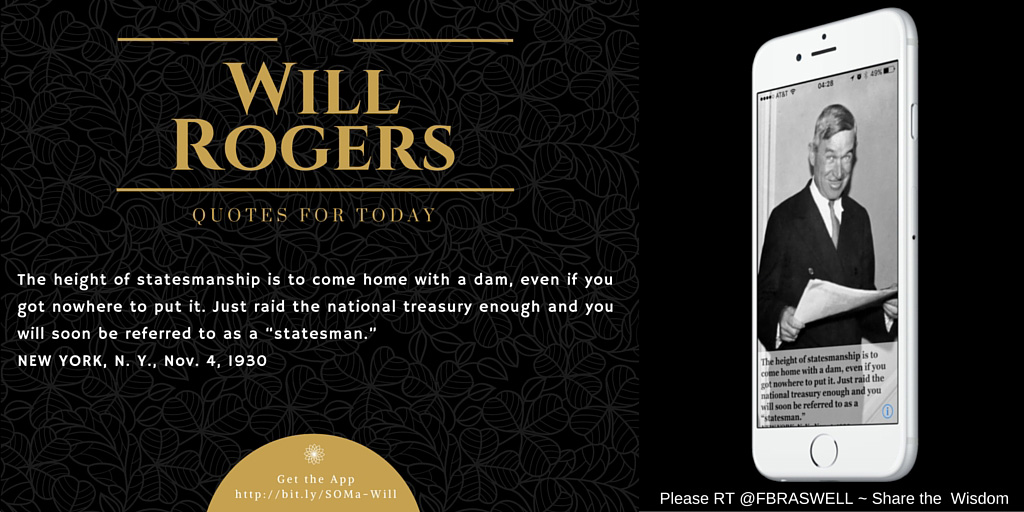 WILL
ROGERS
QUOTES FOR TODAY
The height of statesmanship is to come home with a dam, even if you
got nowhere to put it. Just raid the national treasury enough and you
will soon be referred to as a “statesman.”
NEW YORK, N. Y., Nov. 4, 1930
Get the App
http://bit.ly/SOMa-Will
AT&T 04:28 49%
The height of statesmanship is to
come home with a dam, even if you
got nowhere to put it. Just raid the
national treasury enough and you
will soon be referred to as a
“statesman.”
Please RT @FBRASWELL ~ Share the Wisdom